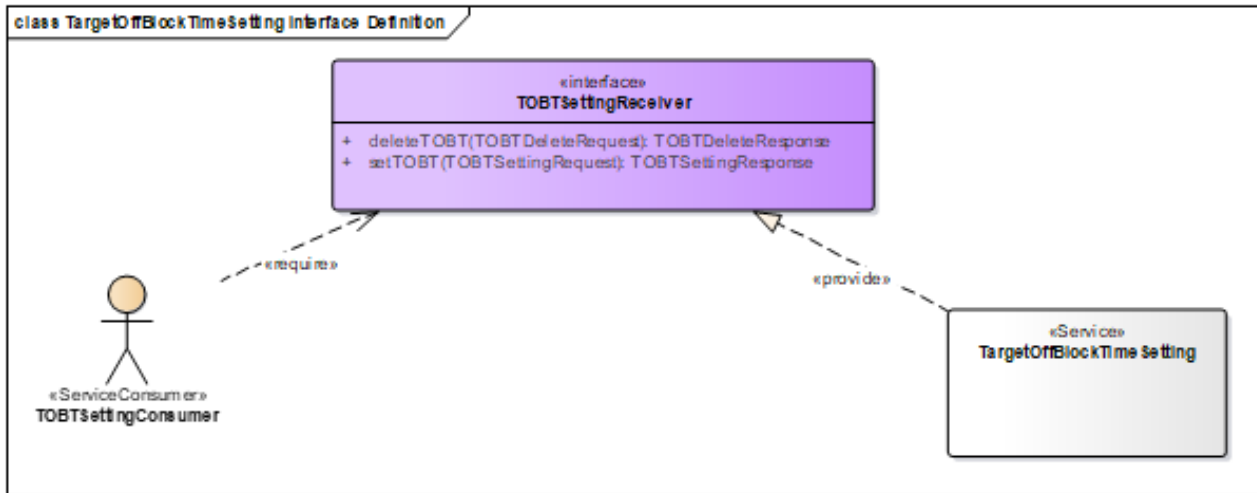 class TargetOffBlockTimeSetting Interface Definition
«interface»
TOBTSettingReceiver
+ deleteTOBT(TOBTDeleteRequest): TOBTDeleteResponse
+ setTOBT(TOBTSettingRequest): TOBTSettingResponse
«require»
«provide»
«ServiceConsumer»
TOBTSettingConsumer
«Service»
TargetOffBlockTimeSetting